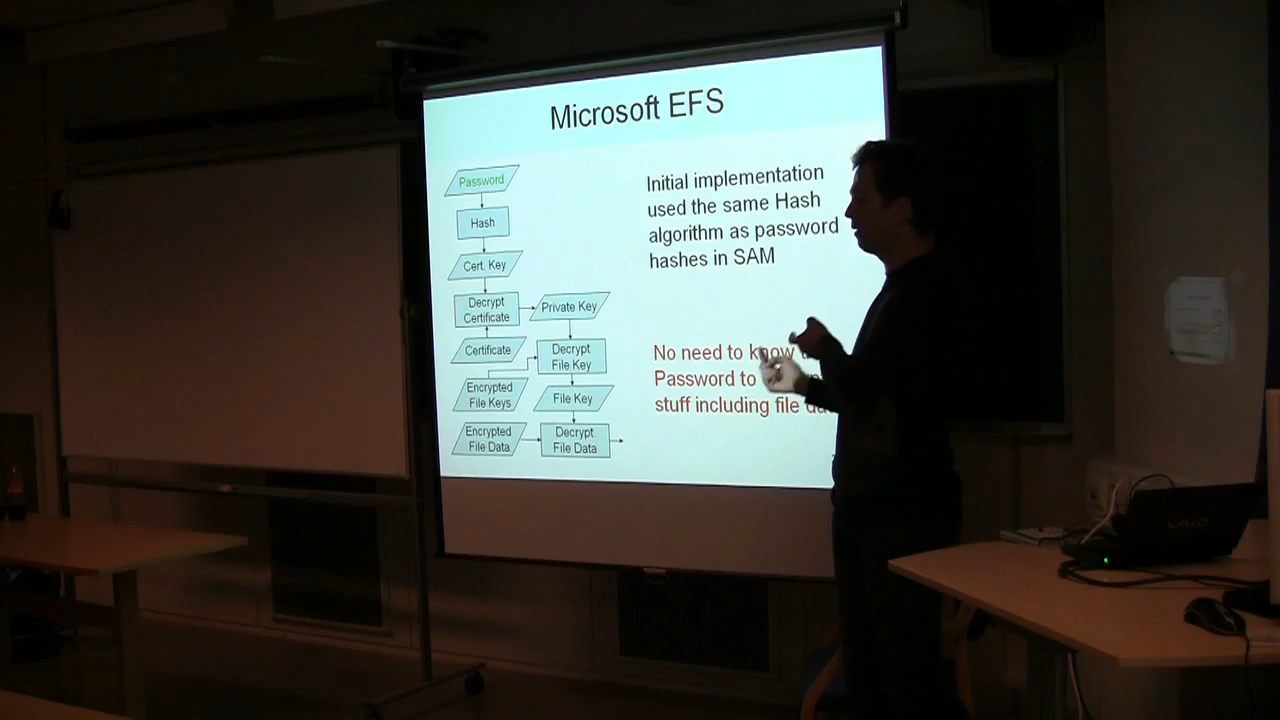 Microsoft EFS
Password
Hash
Cert. Key
Decrypt
Certificate
Private Key
Certificate
Decrypt
File Key
Encrypted
File Keys
File Key
Encrypted
File Data
Decrypt
File Data
Initial implementation
used the same Hash
algorithm as password
hashes in SAM
No need to know
Password to
stuff including file
VAIO